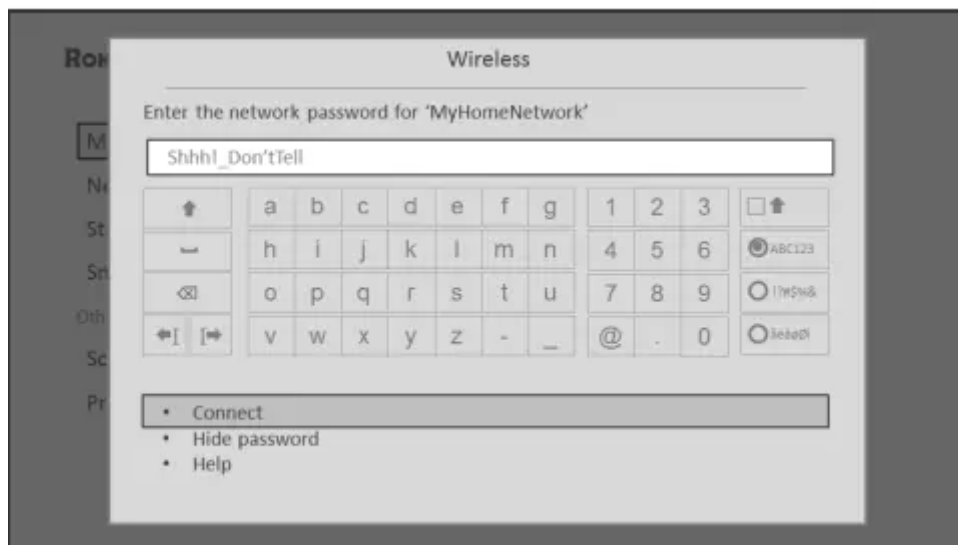 Wireless
Enter the network password for ‘MyHomeNetwork’
Shhh!_Don’tTell
a b c d e f g 1 2 3
h i j k l m n 4 5 6 ABC123
o p q r s t u 7 8 9 !?#$%&
v w x y z - _ @ . 0
• Connect
• Hide password
• Help